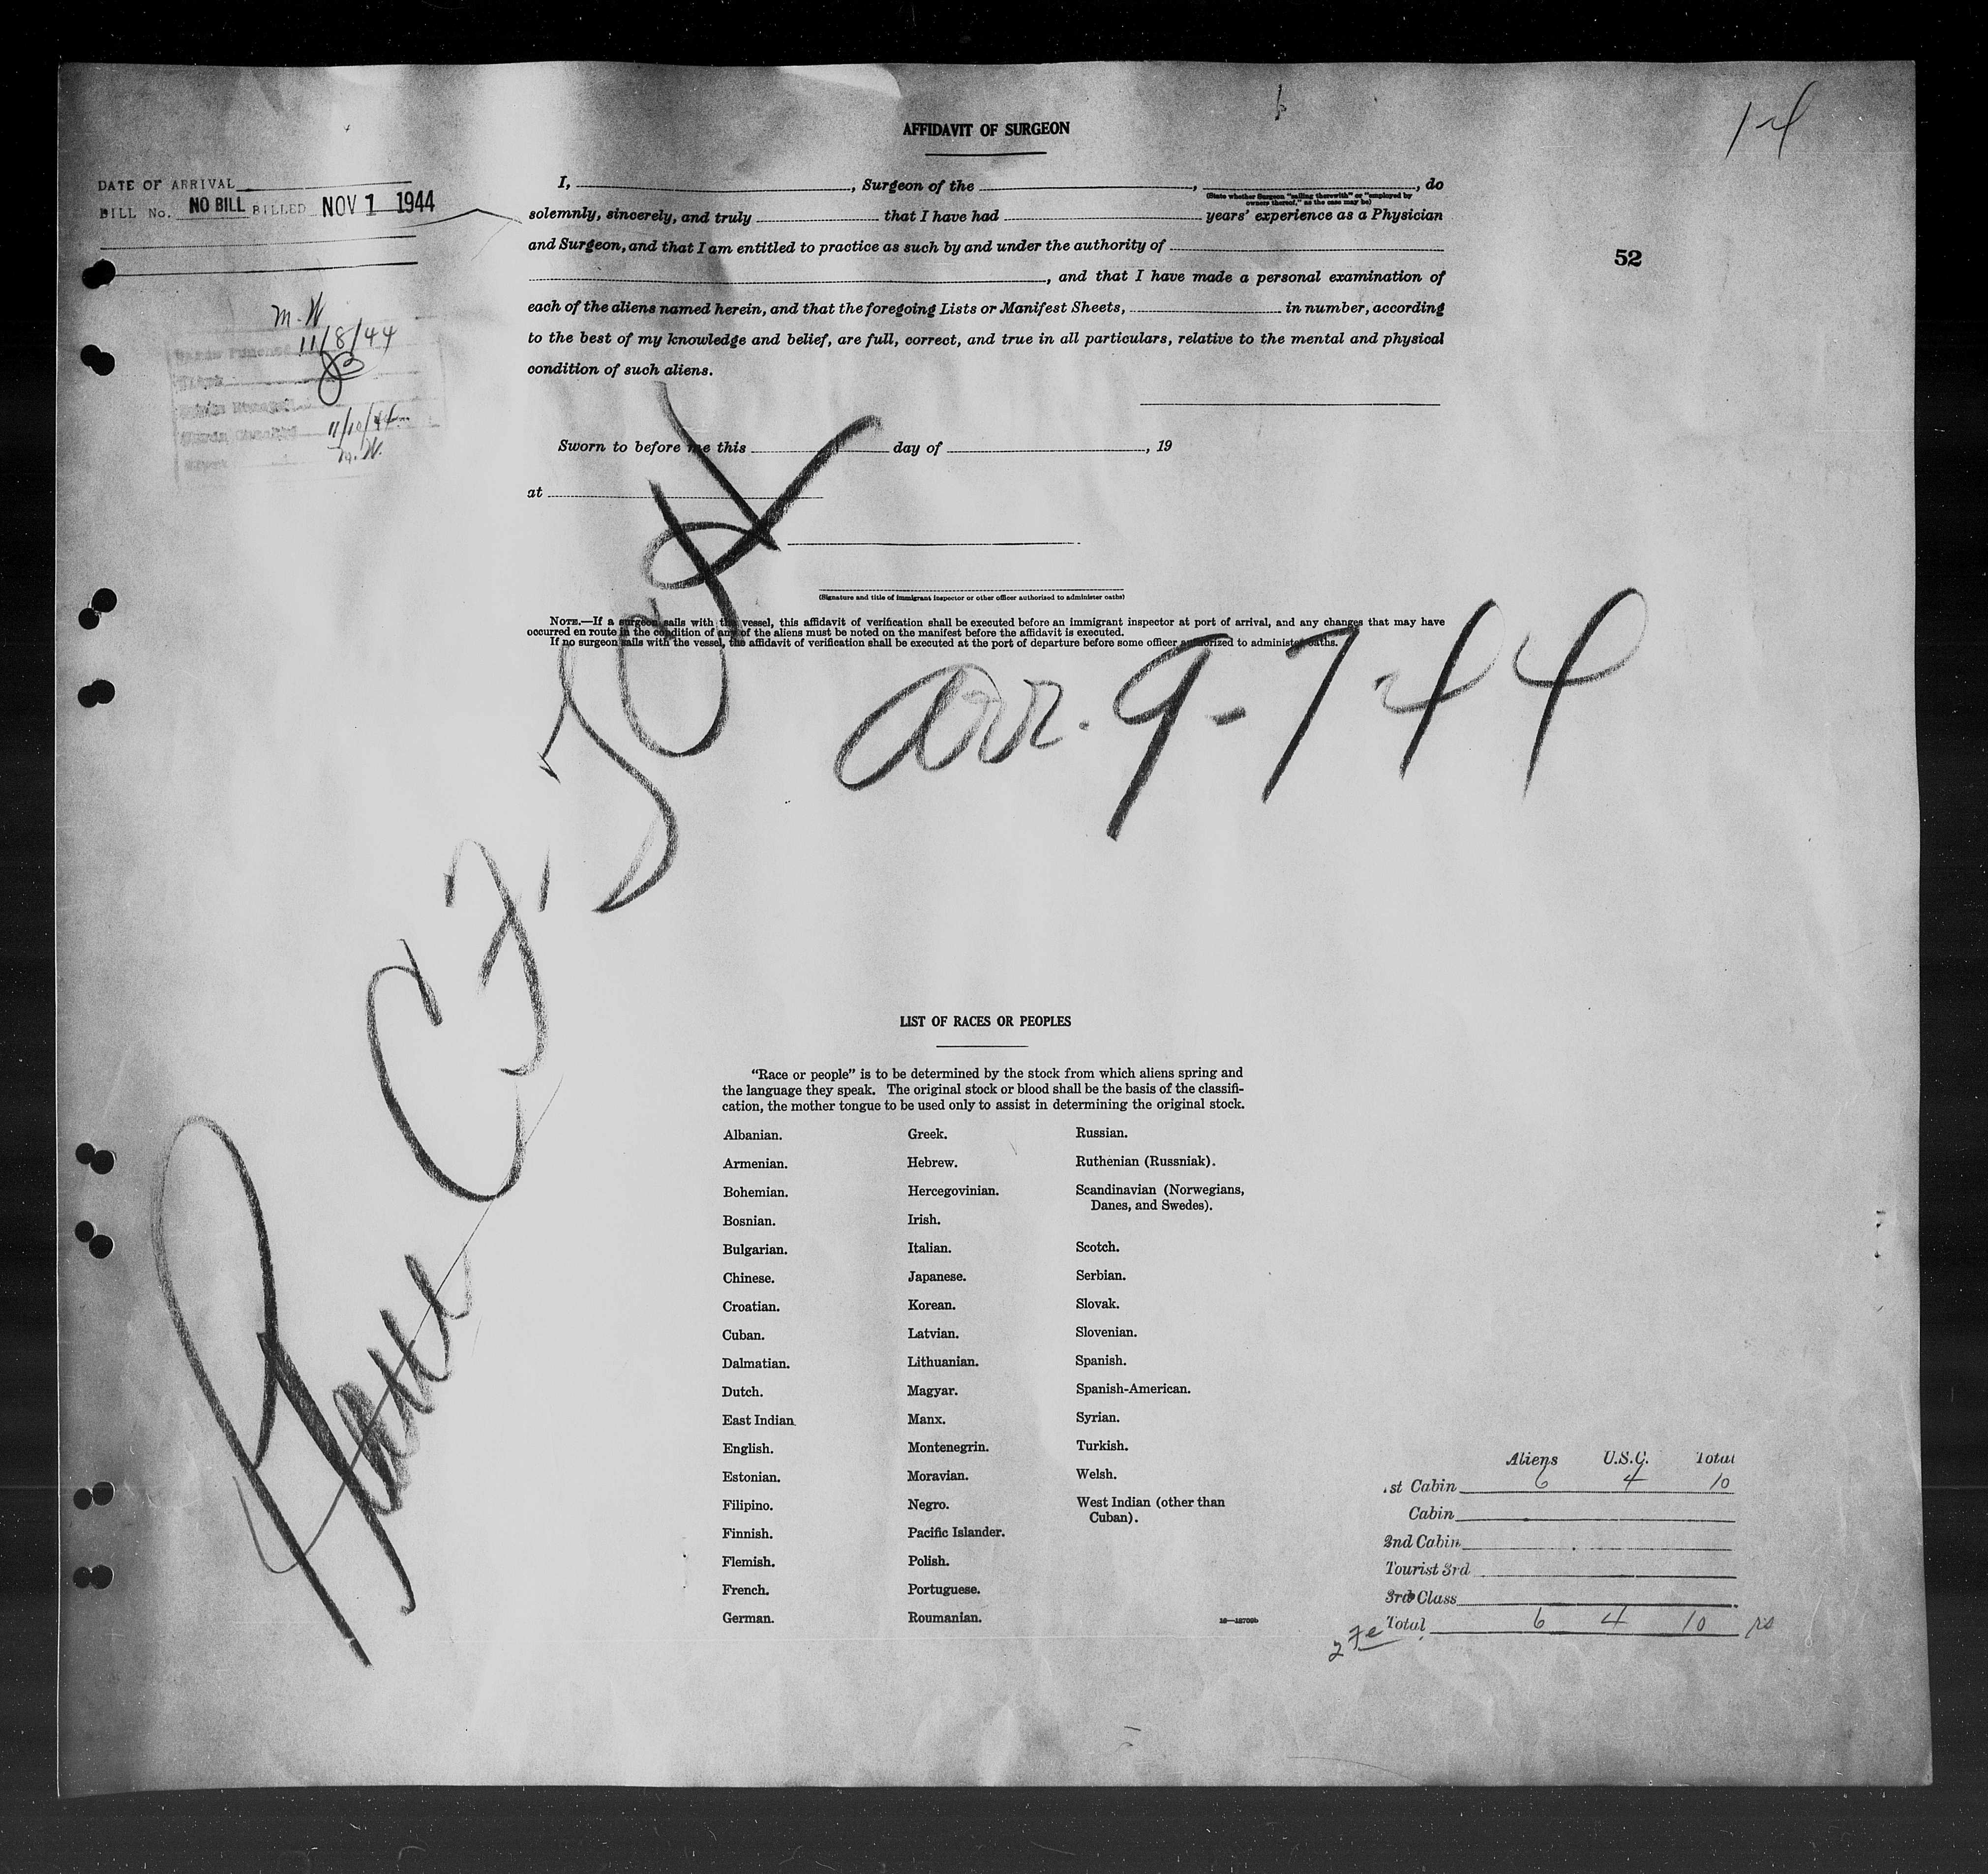 1-4
AFFIDAVIT OF SURGEON
DATE OF ARRIVAL
BILL No. NO BILL BILLED NOV 1 1944
I, , Surgeon of the , , do
(State whether Surgeon "sailing therewith" or "employed by
owners thereof," as the case may be)
solemnly, sincerely, and truly that I have had years' experience as a Physician
and Surgeon, and that I am entitled to practice as such by and under the authority of
, and that I have made a personal examination of
each of the aliens named herein, and that the foregoing Lists or Manifest Sheets, in number, according
to the best of my knowledge and belief, are full, correct, and true in all particulars, relative to the mental and physical
condition of such aliens.
52
M.W
11/8/44
11/10/44
M.W.
Sworn to before me this day of , 19
at
(Signature and title of immigrant inspector or other officer authorized to administer oaths)
NOTE.—If a surgeon sails with the vessel, this affidavit of verification shall be executed before an immigrant inspector at port of arrival, and any changes that may have
occurred en route in the condition of any of the aliens must be noted on the manifest before the affidavit is executed.
If no surgeon sails with the vessel, the affidavit of verification shall be executed at the port of departure before some officer authorized to administer oaths.
arr. 9-7-44
LIST OF RACES OR PEOPLES
"Race or people" is to be determined by the stock from which aliens spring and
the language they speak. The original stock or blood shall be the basis of the classifi-
cation, the mother tongue to be used only to assist in determining the original stock.
Albanian. Greek. Russian.
Armenian. Hebrew. Ruthenian (Russniak).
Bohemian. Hercegovinian. Scandinavian (Norwegians,
Danes, and Swedes).
Bosnian. Irish.
Bulgarian. Italian. Scotch.
Chinese. Japanese. Serbian.
Croatian. Korean. Slovak.
Cuban. Latvian. Slovenian.
Dalmatian. Lithuanian. Spanish.
Dutch. Magyar. Spanish-American.
East Indian. Manx. Syrian.
English. Montenegrin. Turkish.
Estonian. Moravian. Welsh.
Filipino. Negro. West Indian (other than
Cuban).
Finnish. Pacific Islander.
Flemish. Polish.
French. Portuguese.
German. Roumanian.
Aliens U.S.C. Total
1st Cabin 6 4 10
Cabin
2nd Cabin
Tourist 3rd
3rd Class
Total 6 4 10